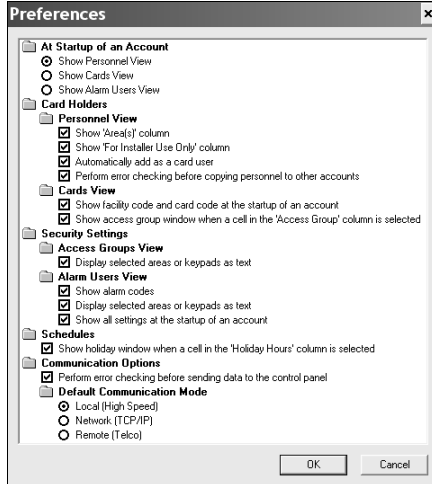 Preferences
At Startup of an Account
Show Personnel View
Show Cards View
Show Alarm Users View
Card Holders
Personnel View
Show 'Area(s)' column
Show 'For Installer Use Only' column
Automatically add as a card user
Perform error checking before copying personnel to other accounts
Cards View
Show facility code and card code at the startup of an account
Show access group window when a cell in the 'Access Group' column is selected
Security Settings
Access Groups View
Display selected areas or keypads as text
Alarm Users View
Show alarm codes
Display selected areas or keypads as text
Show all settings at the startup of an account
Schedules
Show holiday window when a cell in the 'Holiday Hours' column is selected
Communication Options
Perform error checking before sending data to the control panel
Default Communication Mode
Local (High Speed)
Network (TCP/IP)
Remote (Telco)
OK Cancel